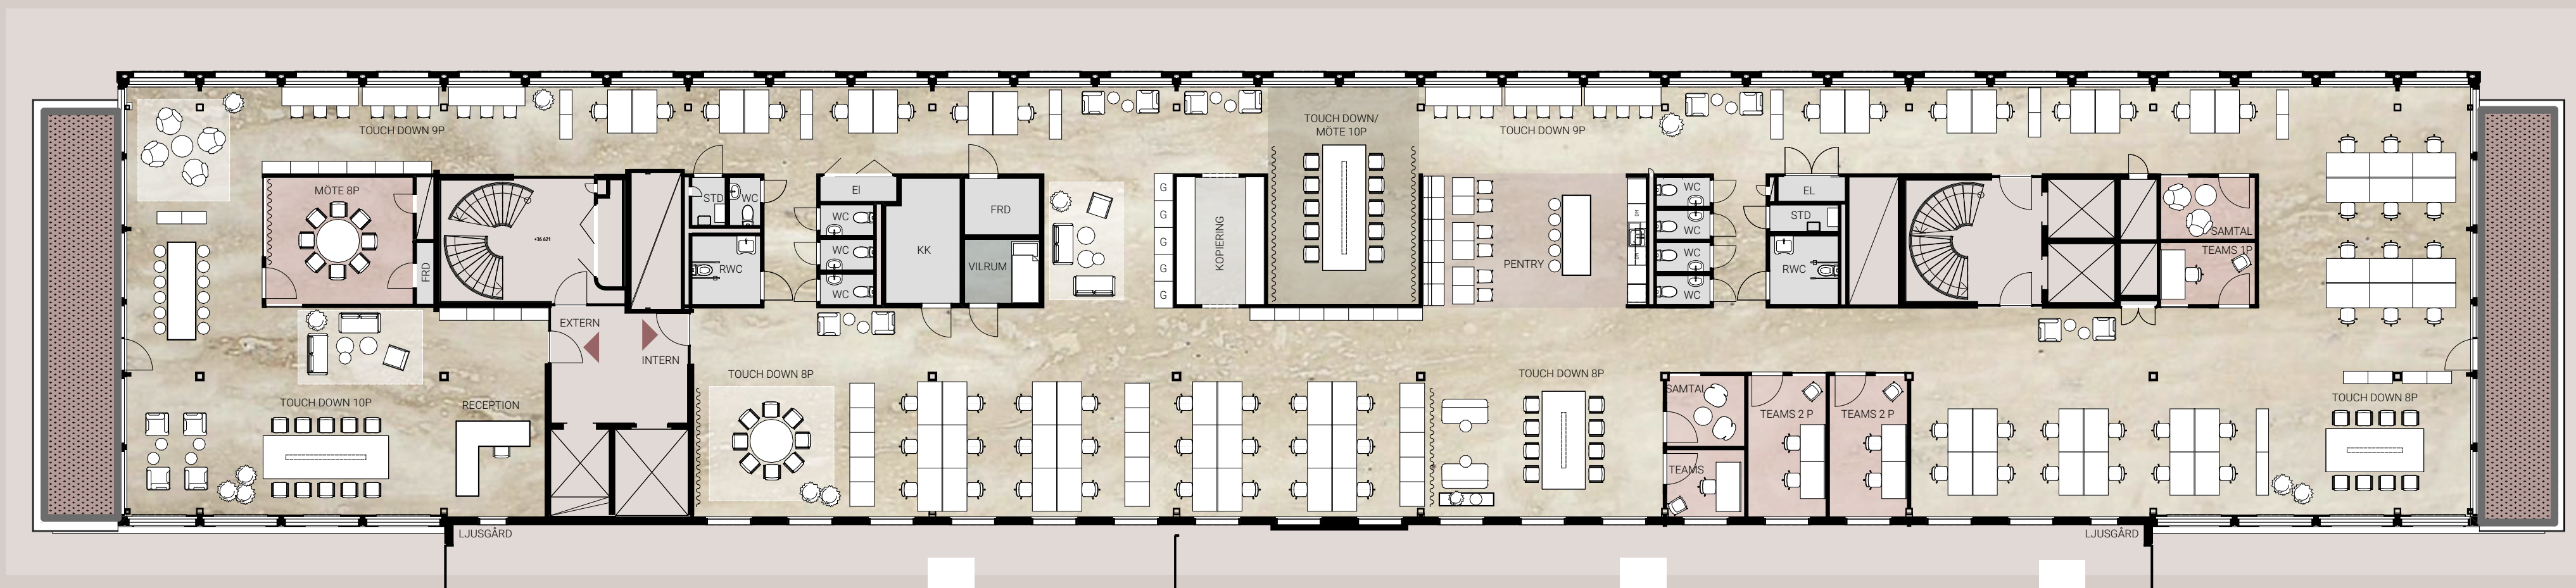 TOUCH DOWN 9P
MÖTE 8P
FRD
+36 621
STD
WC
RWC
EI
WC
WC
WC
KK
FRD
VILRUM
G
G
G
G
G
KOPIERING
TOUCH DOWN/
MÖTE 10P
TOUCH DOWN 9P
PENTRY
WC
WC
WC
WC
EL
STD
RWC
SAMTAL
TEAMS 1P
EXTERN
INTERN
TOUCH DOWN 10P
RECEPTION
TOUCH DOWN 8P
TOUCH DOWN 8P
SAMTAL
TEAMS
TEAMS 2 P
TEAMS 2 P
TOUCH DOWN 8P
LJUSGÅRD
LJUSGÅRD